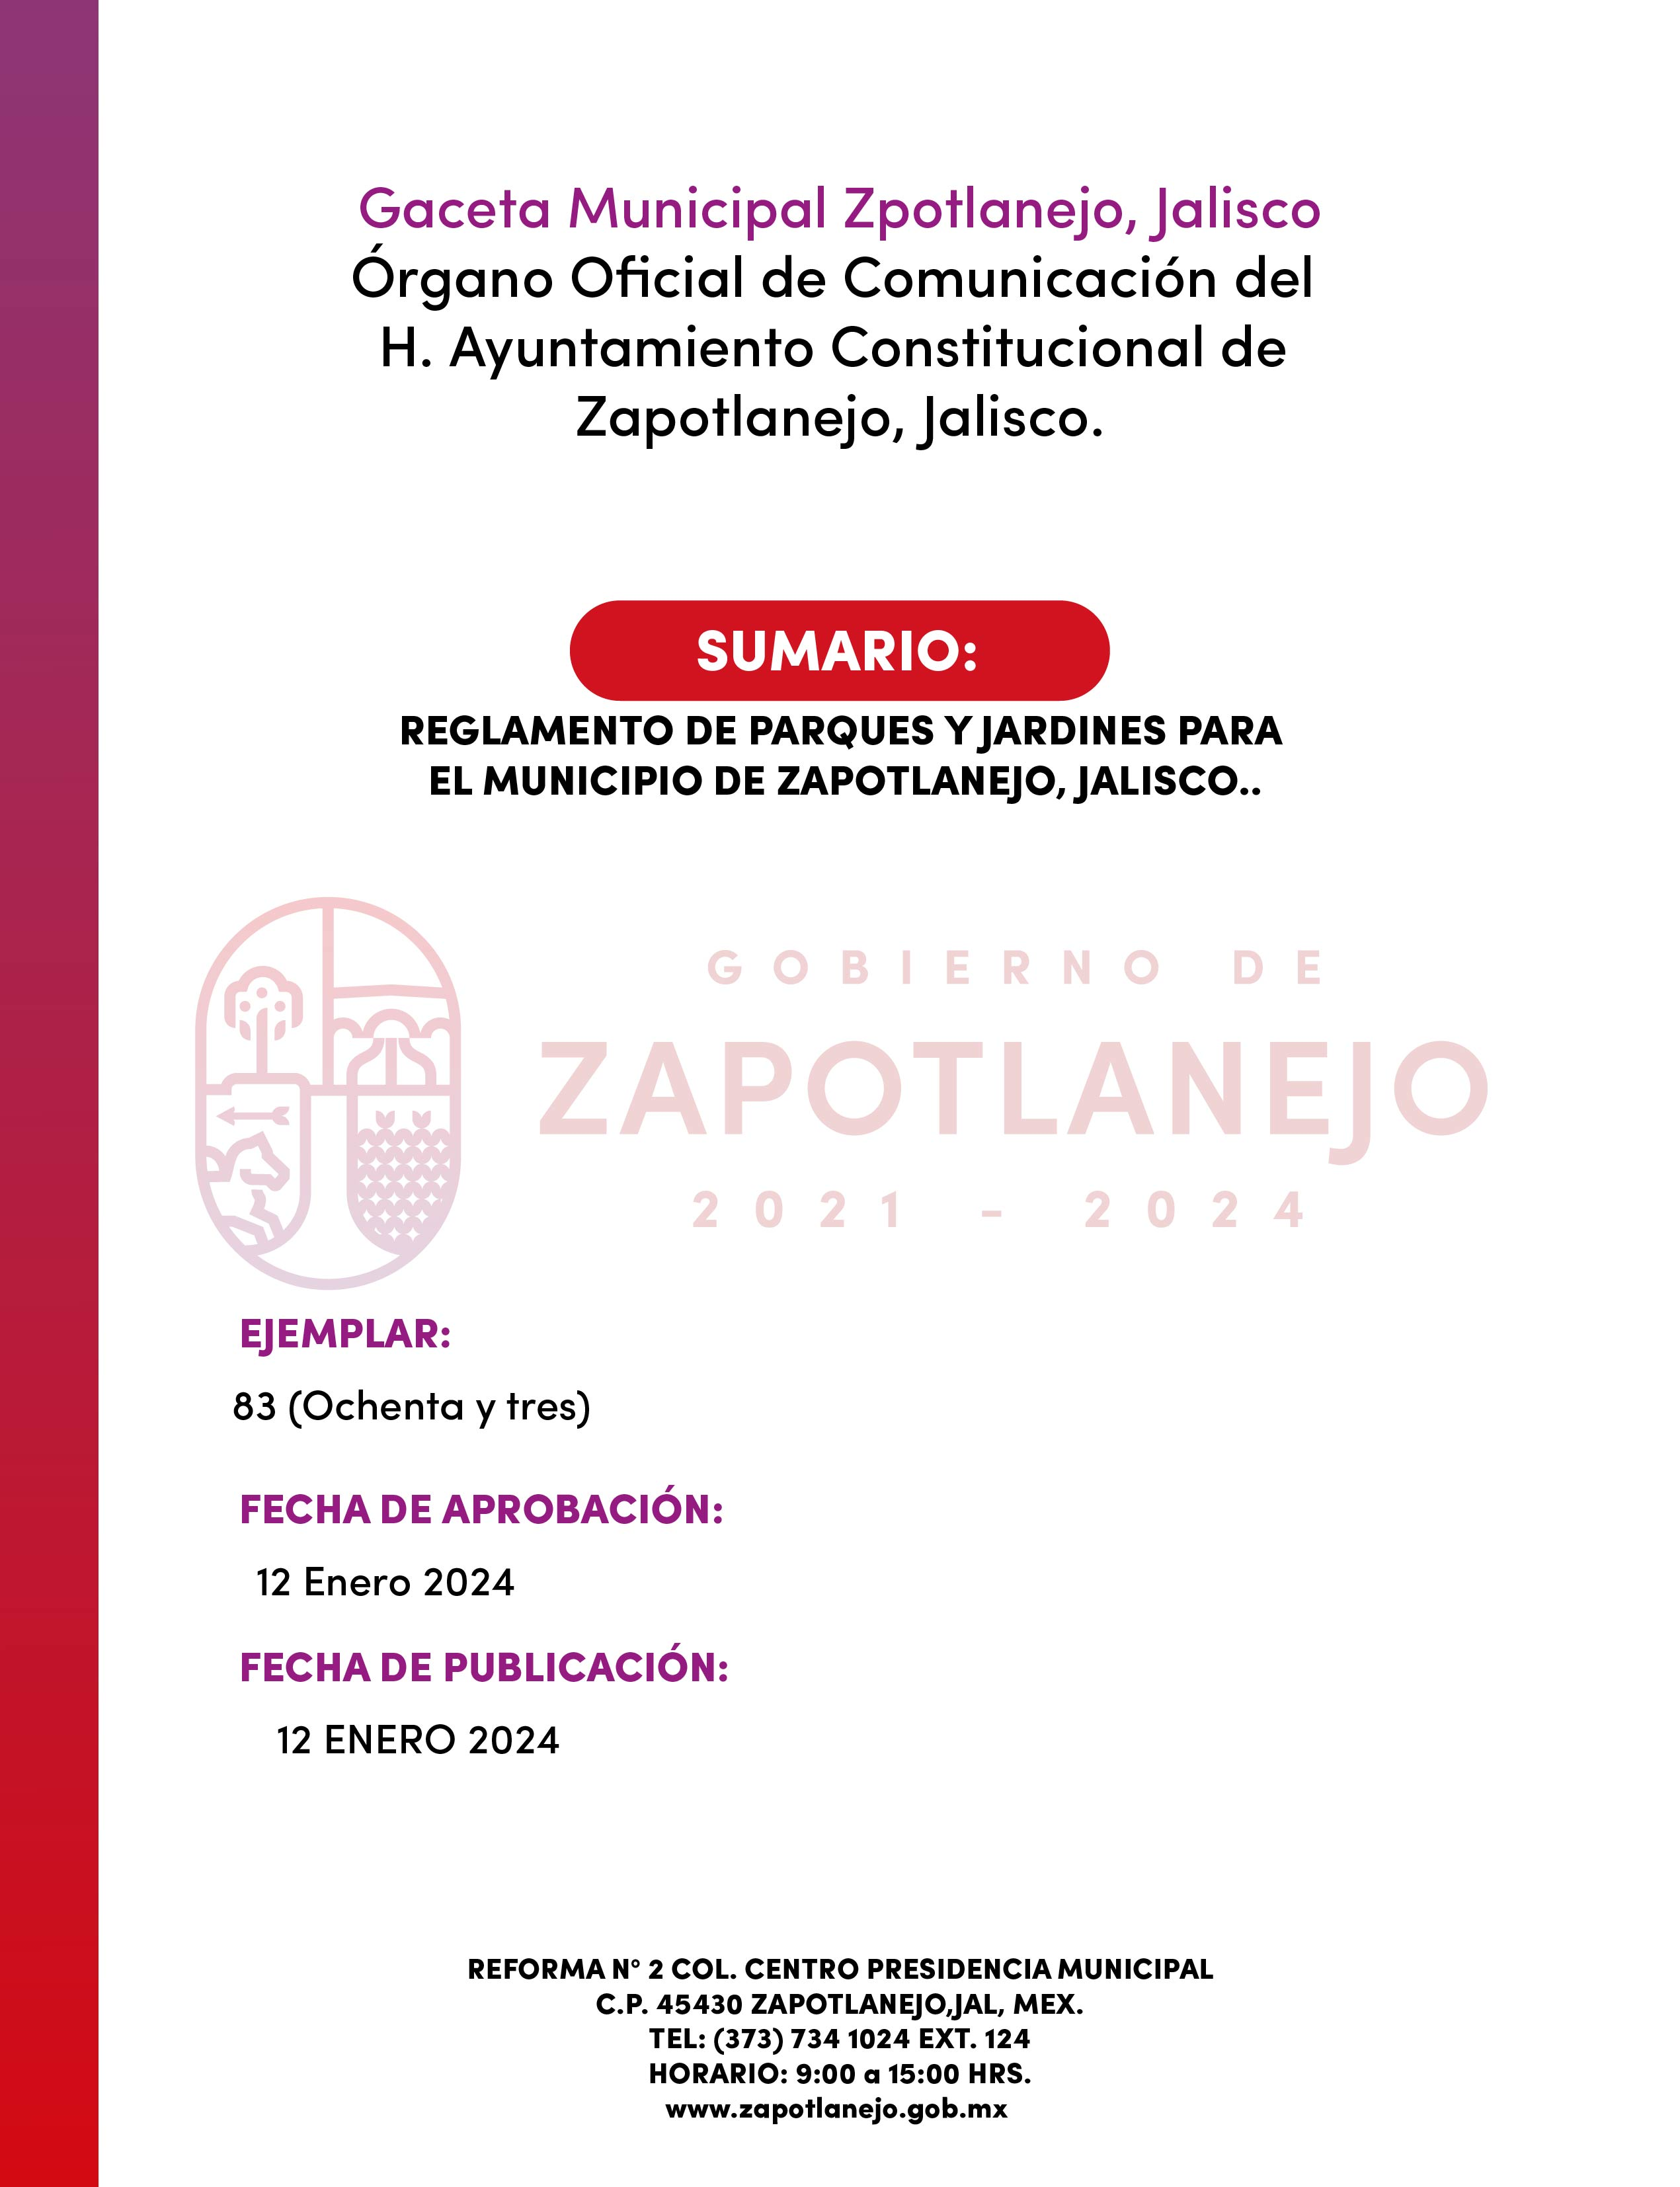 Gaceta Municipal Zpotlanejo, Jalisco
Órgano Oficial de Comunicación del
H. Ayuntamiento Constitucional de
Zapotlanejo, Jalisco.
SUMARIO:
REGLAMENTO DE PARQUES Y JARDINES PARA
EL MUNICIPIO DE ZAPOTLANEJO, JALISCO..
GOBIERNO DE
ZAPOTLANEJO
2021 - 2024
EJEMPLAR:
83 (Ochenta y tres)
FECHA DE APROBACIÓN:
12 Enero 2024
FECHA DE PUBLICACIÓN:
12 ENERO 2024
REFORMA N° 2 COL. CENTRO PRESIDENCIA MUNICIPAL
C.P. 45430 ZAPOTLANEJO,JAL, MEX.
TEL: (373) 734 1024 EXT. 124
HORARIO: 9:00 a 15:00 HRS.
www.zapotlanejo.gob.mx